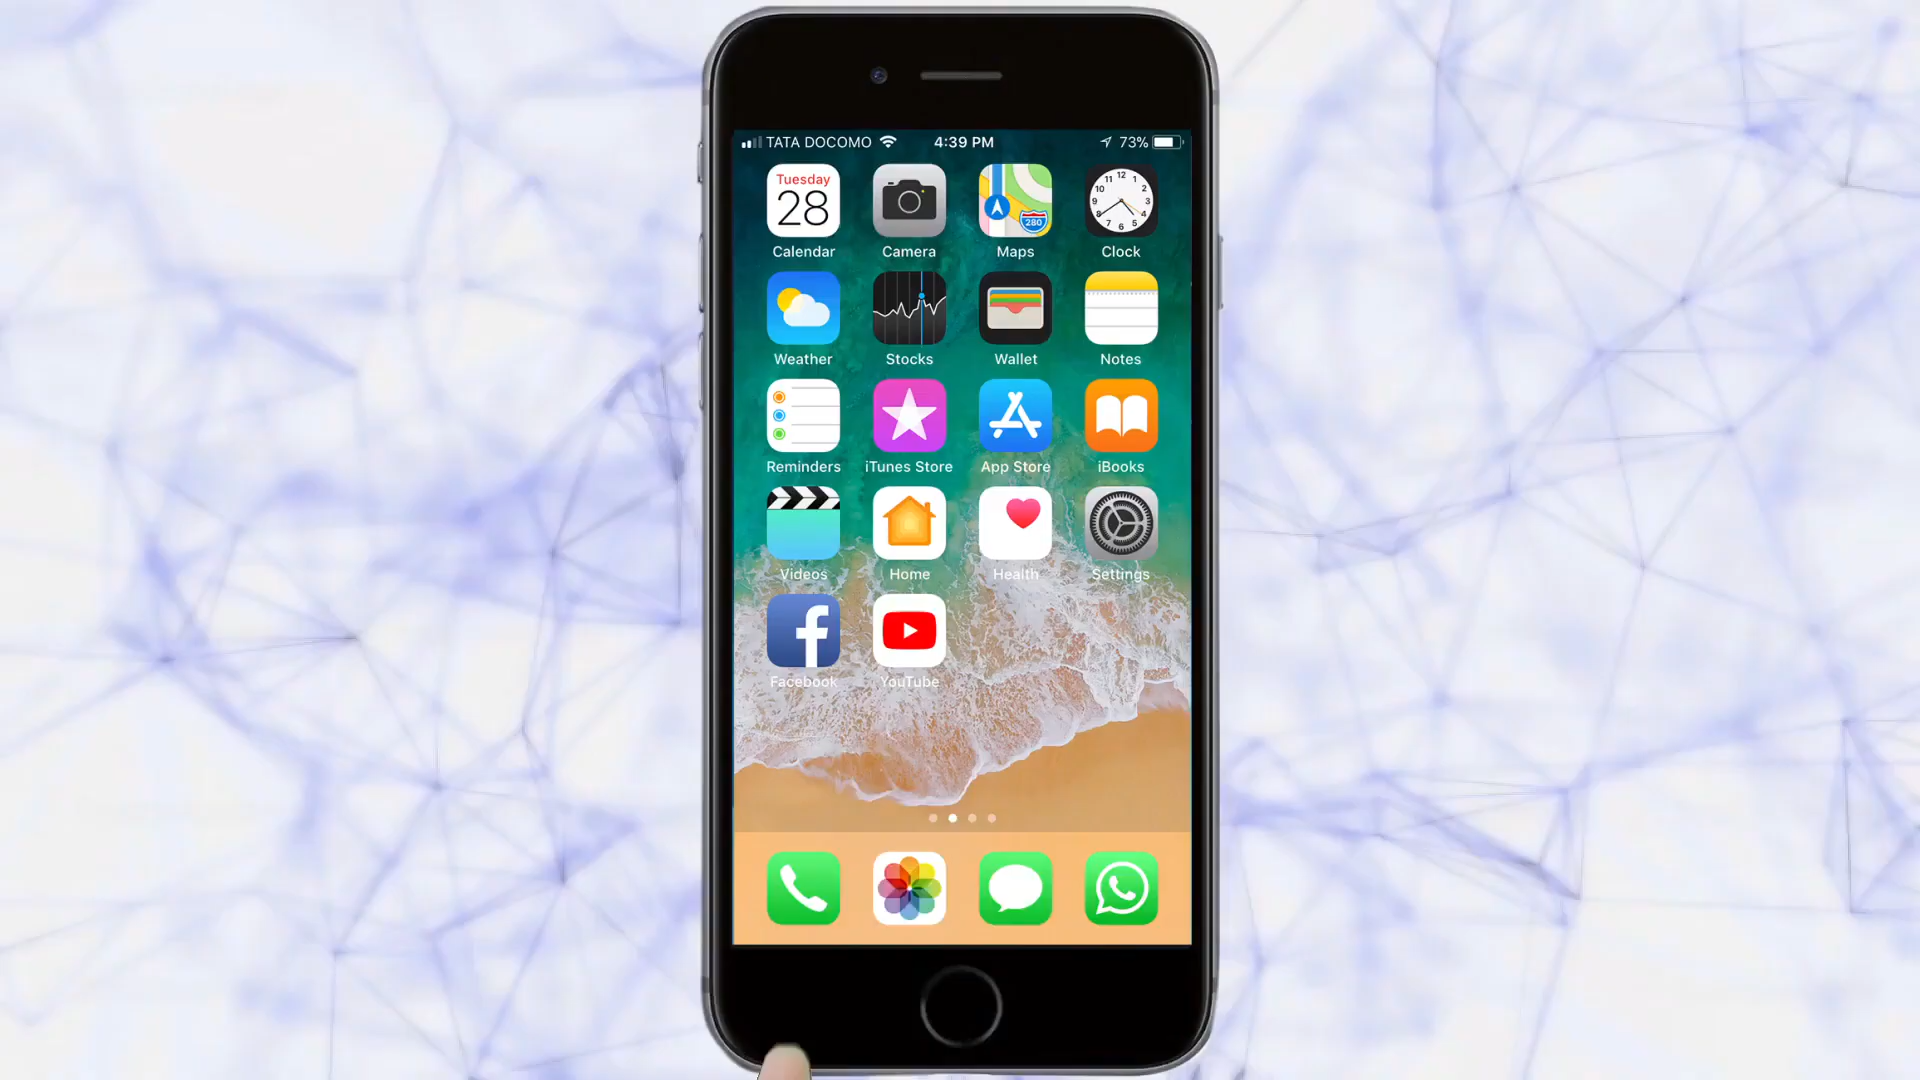 TATA DOCOMO 4:39 PM 73%
Tuesday
28
280
Calendar Camera Maps Clock
Weather Stocks Wallet Notes
Reminders iTunes Store App Store iBooks
Videos Home Health Settings
Facebook YouTube